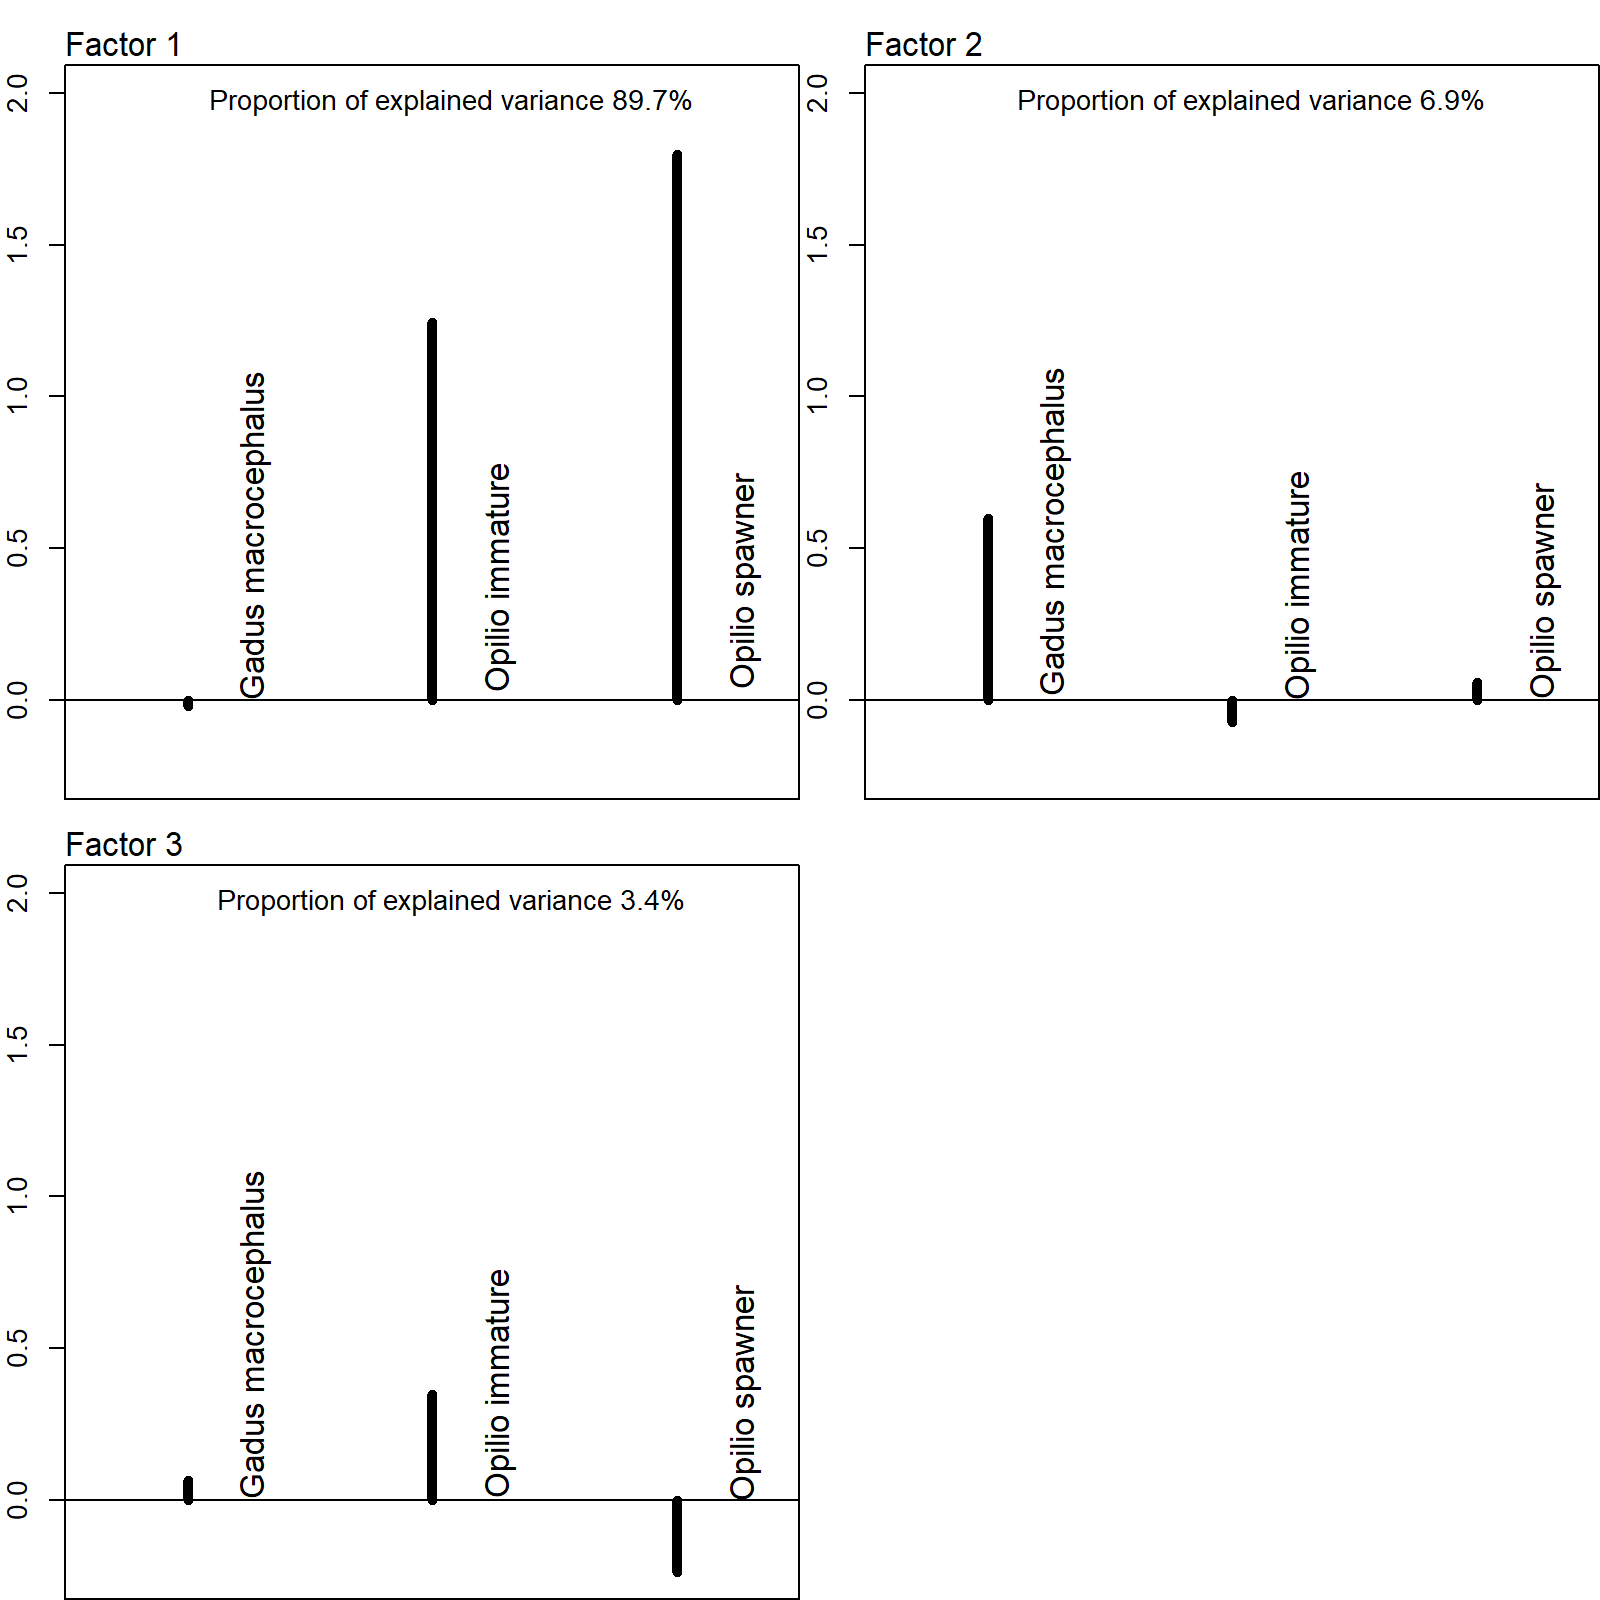 Factor 1
Proportion of explained variance 89.7%
2.0
1.5
1.0
0.5
0.0
Gadus macrocephalus
Opilio immature
Opilio spawner
Factor 2
Proportion of explained variance 6.9%
2.0
1.5
1.0
0.5
0.0
Gadus macrocephalus
Opilio immature
Opilio spawner
Factor 3
Proportion of explained variance 3.4%
2.0
1.5
1.0
0.5
0.0
Gadus macrocephalus
Opilio immature
Opilio spawner